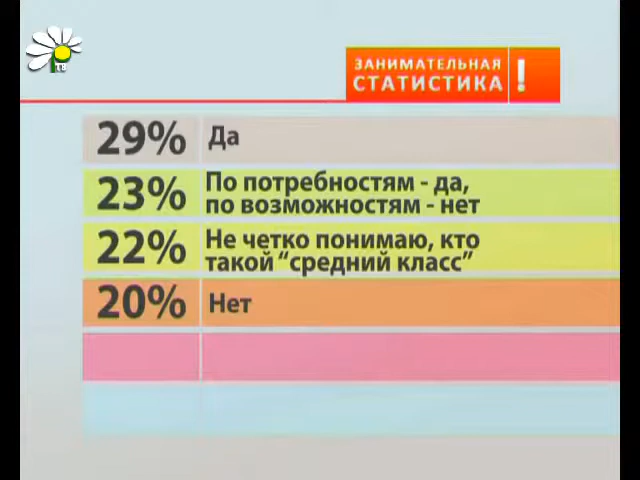 ЗАНИМАТЕЛЬНАЯ
СТАТИСТИКА !
29% Да
23% По потребностям - да,
по возможностям - нет
22% Не четко понимаю, кто
такой “средний класс”
20% Нет